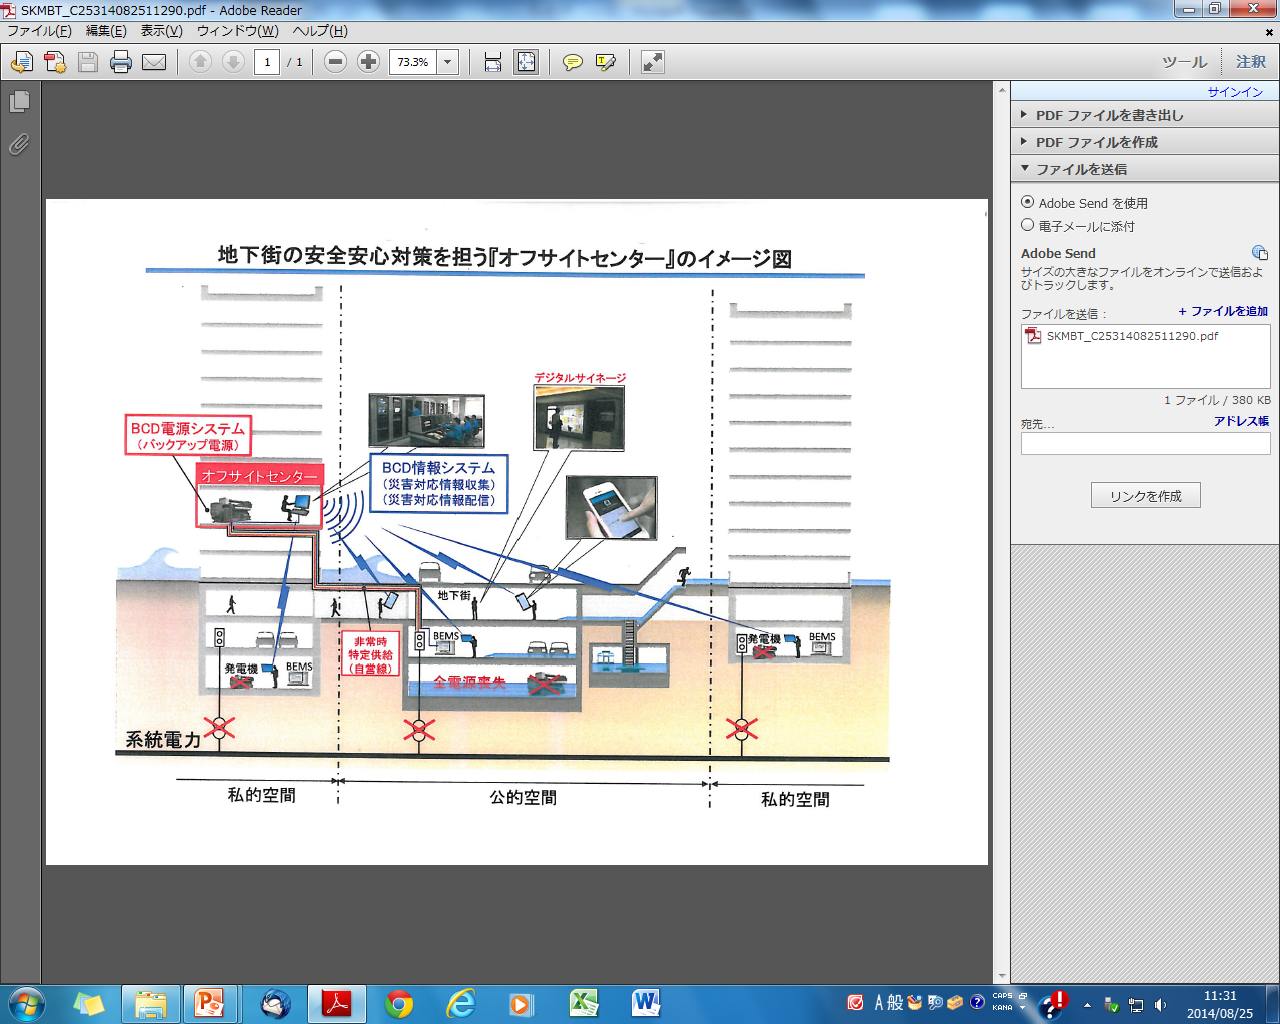 SKMBT_C25314082511290.pdf - Adobe Reader
ファイル(F) 編集(E) 表示(V) ウィンドウ(W) ヘルプ(H)
1 / 1 73.3% ツール 注釈
サインイン
PDF ファイルを書き出し
PDF ファイルを作成
ファイルを送信
Adobe Send を使用
電子メールに添付
Adobe Send
サイズの大きなファイルをオンラインで送信およ
びトラックします。
ファイルを送信 : + ファイルを追加
SKMBT_C25314082511290.pdf
1 ファイル / 380 KB
宛先... アドレス帳
リンクを作成
地下街の安全安心対策を担う『オフサイトセンター』のイメージ図
デジタルサイネージ
BCD電源システム
(バックアップ電源)
オフサイトセンター
BCD情報システム
(災害対応情報収集)
(災害対応情報配信)
地下街
非常時
特定供給
(自営線)
BEMS
発電機 BEMS
全電源喪失
発電機 BEMS
系統電力
私的空間 公的空間 私的空間
A 般 CAPS KANA
11:31
2014/08/25